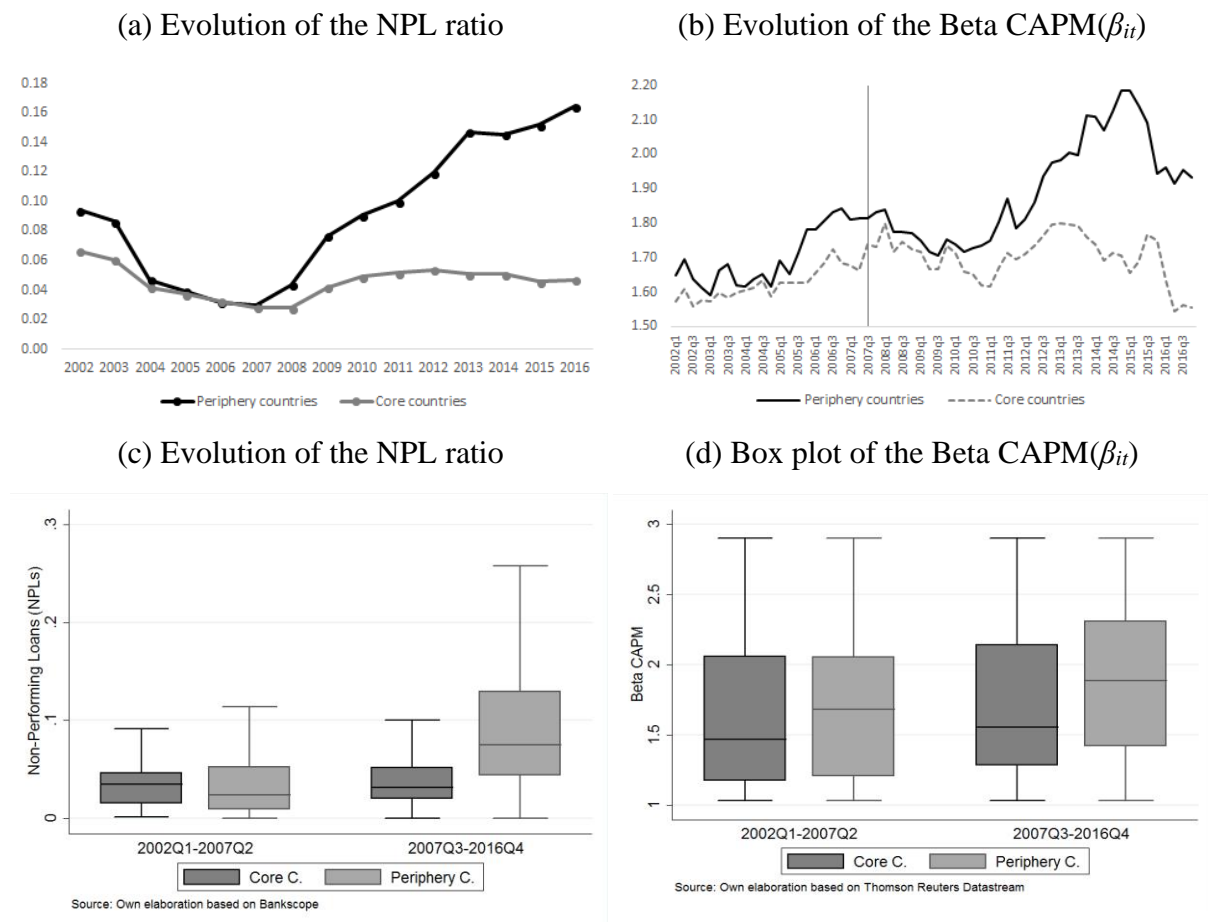 (a) Evolution of the NPL ratio
(b) Evolution of the Beta CAPM(βit)
0.18
0.16
0.14
0.12
0.10
0.08
0.06
0.04
0.02
0.00
2002 2003 2004 2005 2006 2007 2008 2009 2010 2011 2012 2013 2014 2015 2016
Periphery countries
Core countries
2.20
2.10
2.00
1.90
1.80
1.70
1.60
1.50
2002q1
2002q3
2003q1
2003q3
2004q1
2004q3
2005q1
2005q3
2006q1
2006q3
2007q1
2007q3
2008q1
2008q3
2009q1
2009q3
2010q1
2010q3
2011q1
2011q3
2012q1
2012q3
2013q1
2013q3
2014q1
2014q3
2015q1
2015q3
2016q1
2016q3
Periphery countries
Core countries
(c) Evolution of the NPL ratio
(d) Box plot of the Beta CAPM(βit)
Non-Performing Loans (NPLs)
.3
.2
.1
0
2002Q1-2007Q2
2007Q3-2016Q4
Core C.
Periphery C.
Source: Own elaboration based on Bankscope
Beta CAPM
3
2.5
2
1.5
1
2002Q1-2007Q2
2007Q3-2016Q4
Core C.
Periphery C.
Source: Own elaboration based on Thomson Reuters Datastream